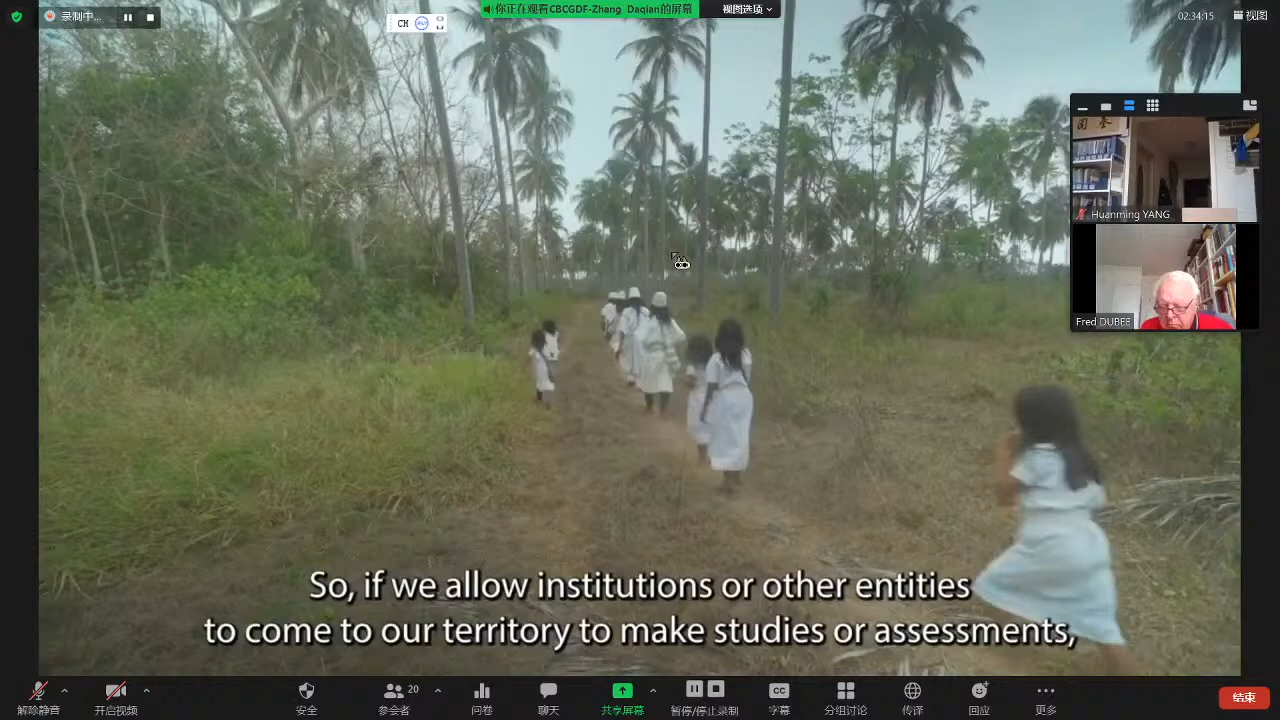 录制中...
CH
你正在观看CBCGDF-Zhang Daqian的屏幕
视图选项
02:34:15
视图
Huanming YANG
Fred DUBEE
So, if we allow institutions or other entities
to come to our territory to make studies or assessments,
解除静音
开启视频
安全
20
参会者
问卷
聊天
共享屏幕
暂停/停止录制
CC
字幕
分组讨论
传译
回应
更多
结束